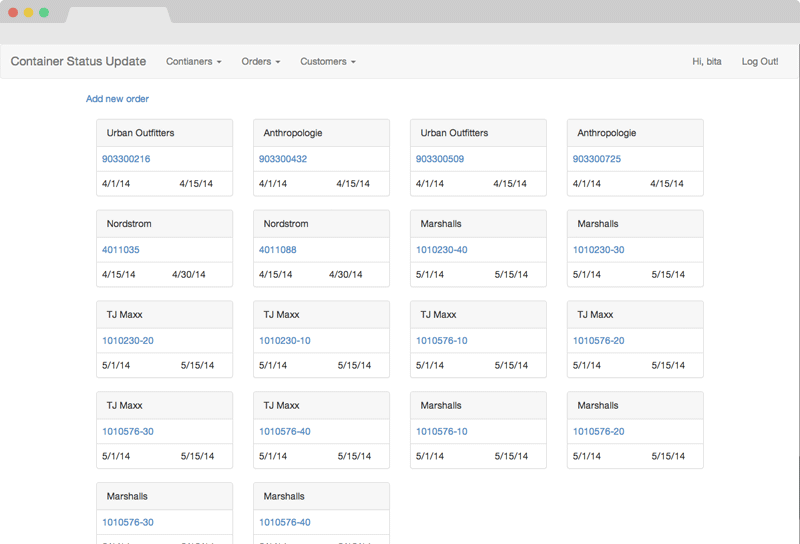 Container Status Update Contianers Orders Customers Hi, bita Log Out!
Add new order
Urban Outfitters Anthropologie Urban Outfitters Anthropologie
903300216 903300432 903300509 903300725
4/1/14 4/15/14 4/1/14 4/15/14 4/1/14 4/15/14 4/1/14 4/15/14
Nordstrom Nordstrom Marshalls Marshalls
4011035 4011088 1010230-40 1010230-30
4/15/14 4/30/14 4/15/14 4/30/14 5/1/14 5/15/14 5/1/14 5/15/14
TJ Maxx TJ Maxx TJ Maxx TJ Maxx
1010230-20 1010230-10 1010576-10 1010576-20
5/1/14 5/15/14 5/1/14 5/15/14 5/1/14 5/15/14 5/1/14 5/15/14
TJ Maxx TJ Maxx Marshalls Marshalls
1010576-30 1010576-40 1010576-10 1010576-20
5/1/14 5/15/14 5/1/14 5/15/14 5/1/14 5/15/14 5/1/14 5/15/14
Marshalls Marshalls
1010576-30 1010576-40